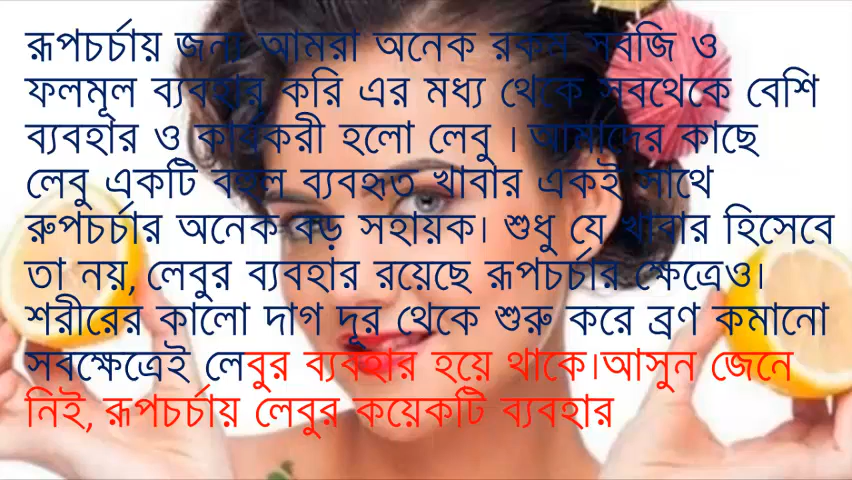 রূপচর্চায় জন্য আমরা অনেক রকম সবজি ও
ফলমূল ব্যবহার করি এর মধ্য থেকে সবথেকে বেশি
ব্যবহার ও কার্যকরী হলো লেবু । আমাদের কাছে
লেবু একটি বহুল ব্যবহৃত খাবার একই সাথে
রুপচর্চার অনেক বড় সহায়ক। শুধু যে খাবার হিসেবে
তা নয়, লেবুর ব্যবহার রয়েছে রূপচর্চার ক্ষেত্রেও।
শরীরের কালো দাগ দূর থেকে শুরু করে ব্রণ কমানো
সবক্ষেত্রেই লেবুর ব্যবহার হয়ে থাকে।আসুন জেনে
নিই, রূপচর্চায় লেবুর কয়েকটি ব্যবহার